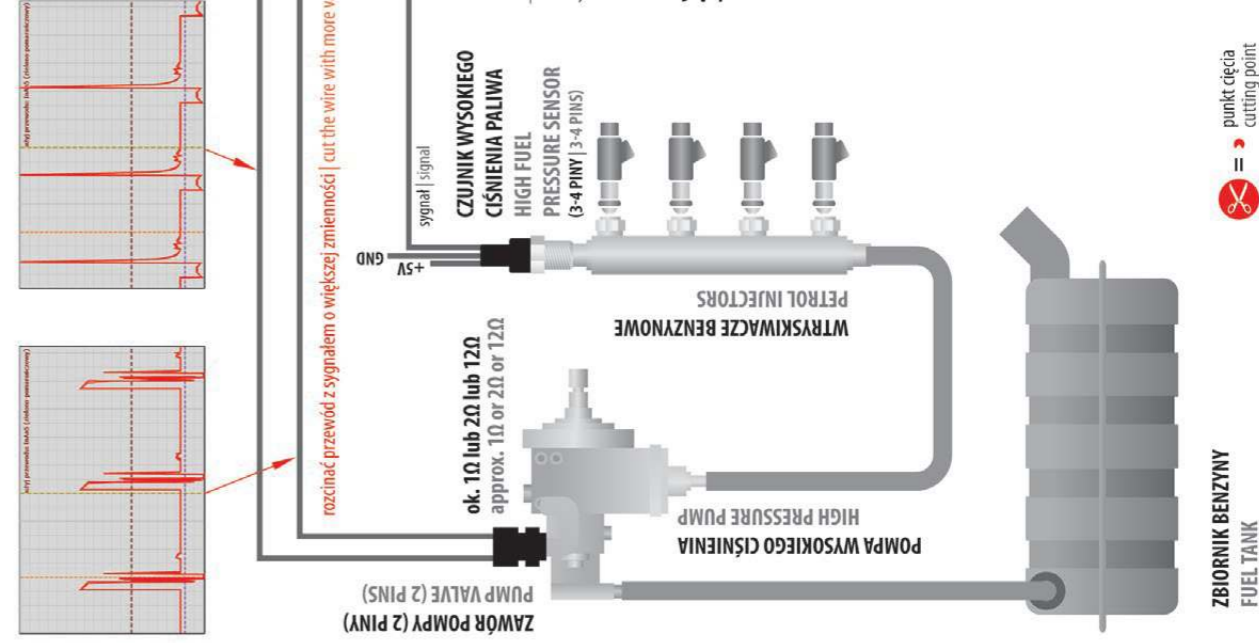 rozcinać przewód z sygnałem o większej zmienności | cut the wire with more
sygnał | signal
GND
+5V
CZUJNIK WYSOKIEGO
CIŚNIENIA PALIWA
HIGH FUEL
PRESSURE SENSOR
(3-4 PINY | 3-4 PINS)
WTRYSKIWACZE BENZYNOWE
PETROL INJECTORS
ok. 1Ω lub 2Ω lub 12Ω
approx. 1Ω or 2Ω or 12Ω
ZAWÓR POMPY (2 PINY)
PUMP VALVE (2 PINS)
POMPA WYSOKIEGO CIŚNIENIA
HIGH PRESSURE PUMP
ZBIORNIK BENZYNY
FUEL TANK
= punkt cięcia
cutting point